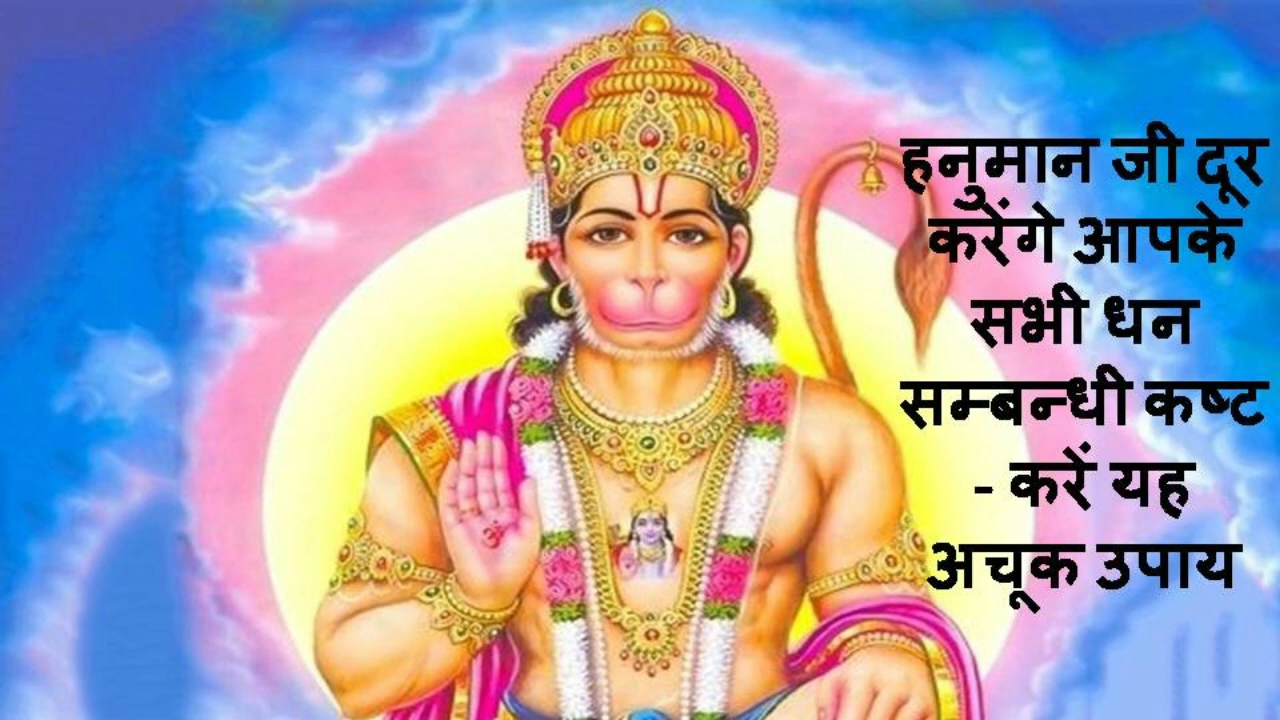 हनुमान जी दूर
करेंगे आपके
सभी धन
सम्बन्धी कष्ट
- करें यह
अचूक उपाय